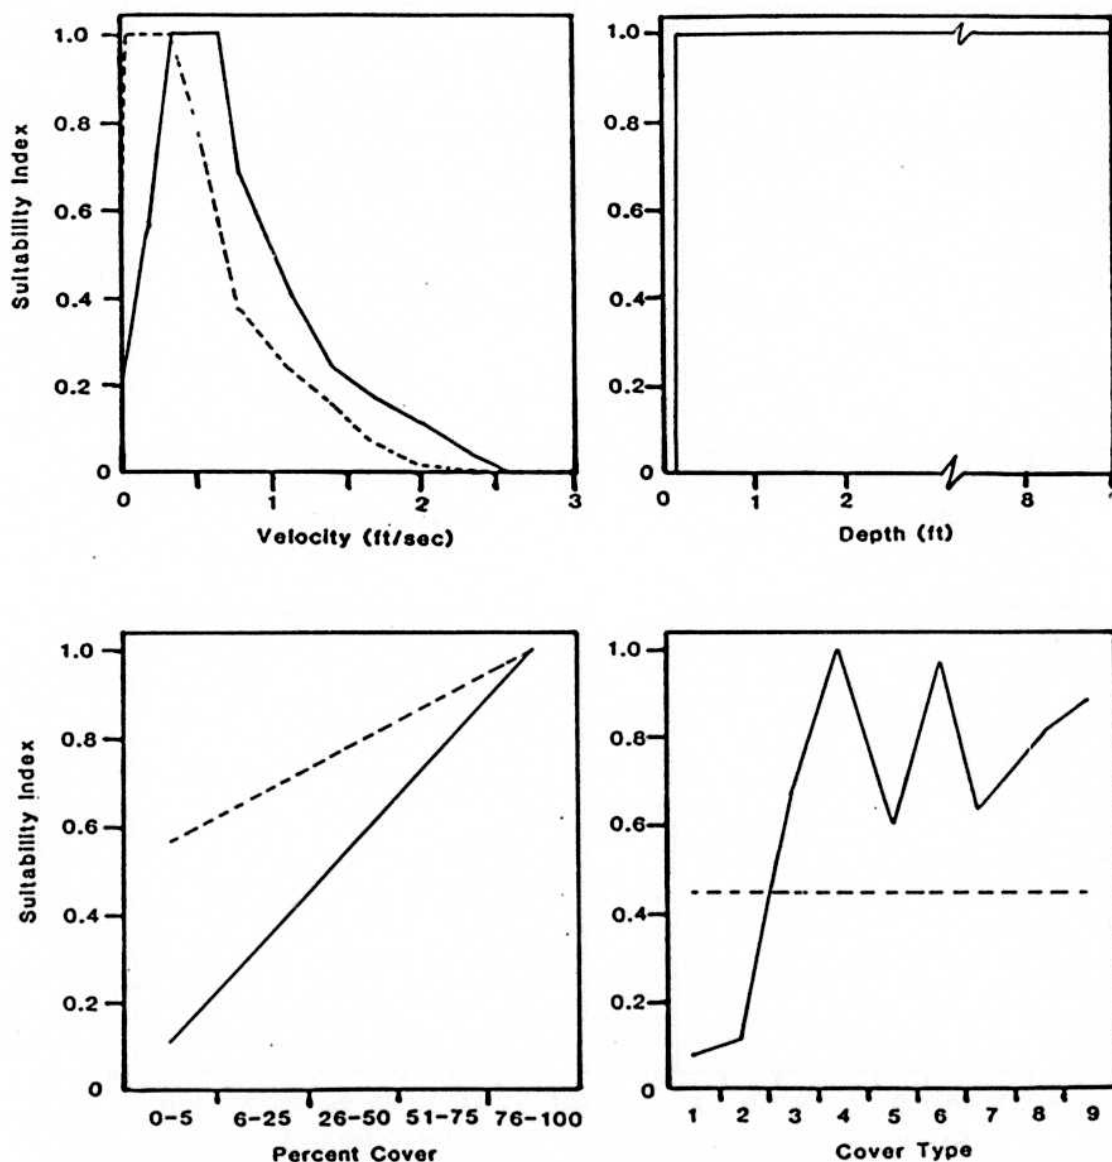 1.0
0.8
0.6
0.4
0.2
0
Suitability Index
0 1 2 3
Velocity (ft/sec)
1.0
0.8
0.6
0.4
0.2
0
0 1 2 8
Depth (ft)
1.0
0.8
0.6
0.4
0.2
0
Suitability Index
0-5 6-25 26-50 51-75 76-100
Percent Cover
1.0
0.8
0.6
0.4
0.2
0
1 2 3 4 5 6 7 8 9
Cover Type